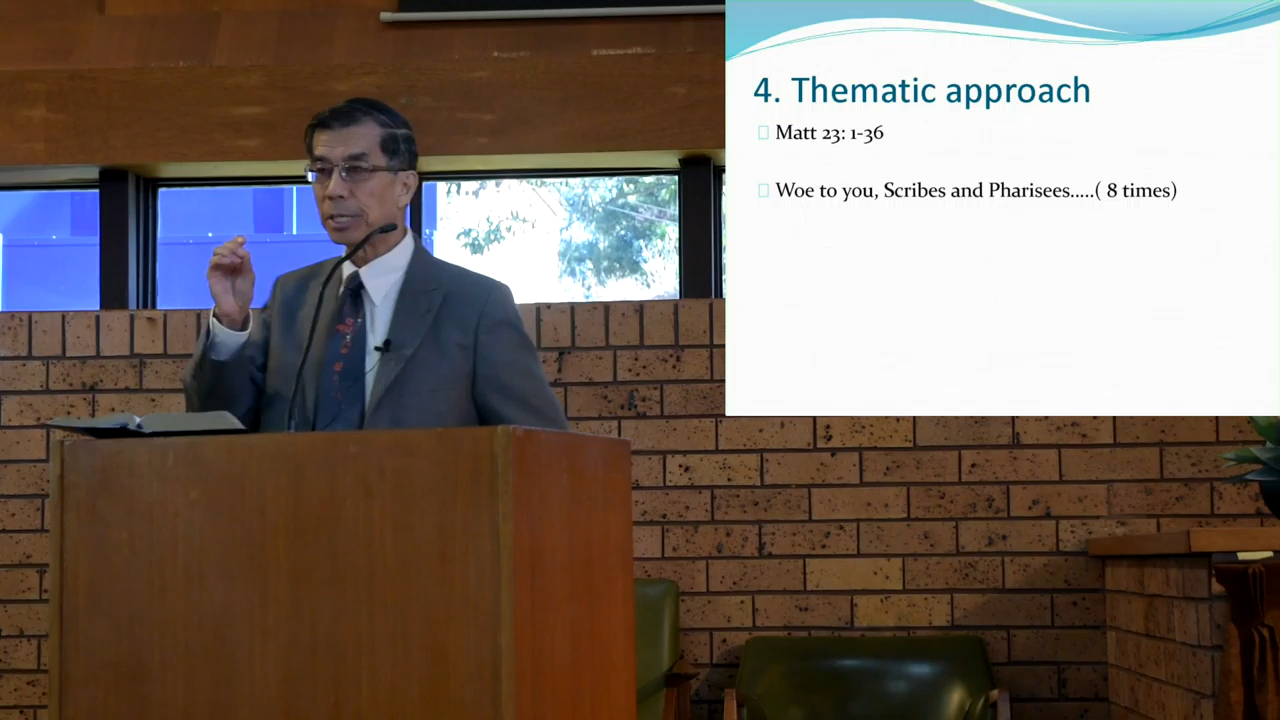 4. Thematic approach
Matt 23: 1-36
Woe to you, Scribes and Pharisees.....( 8 times)